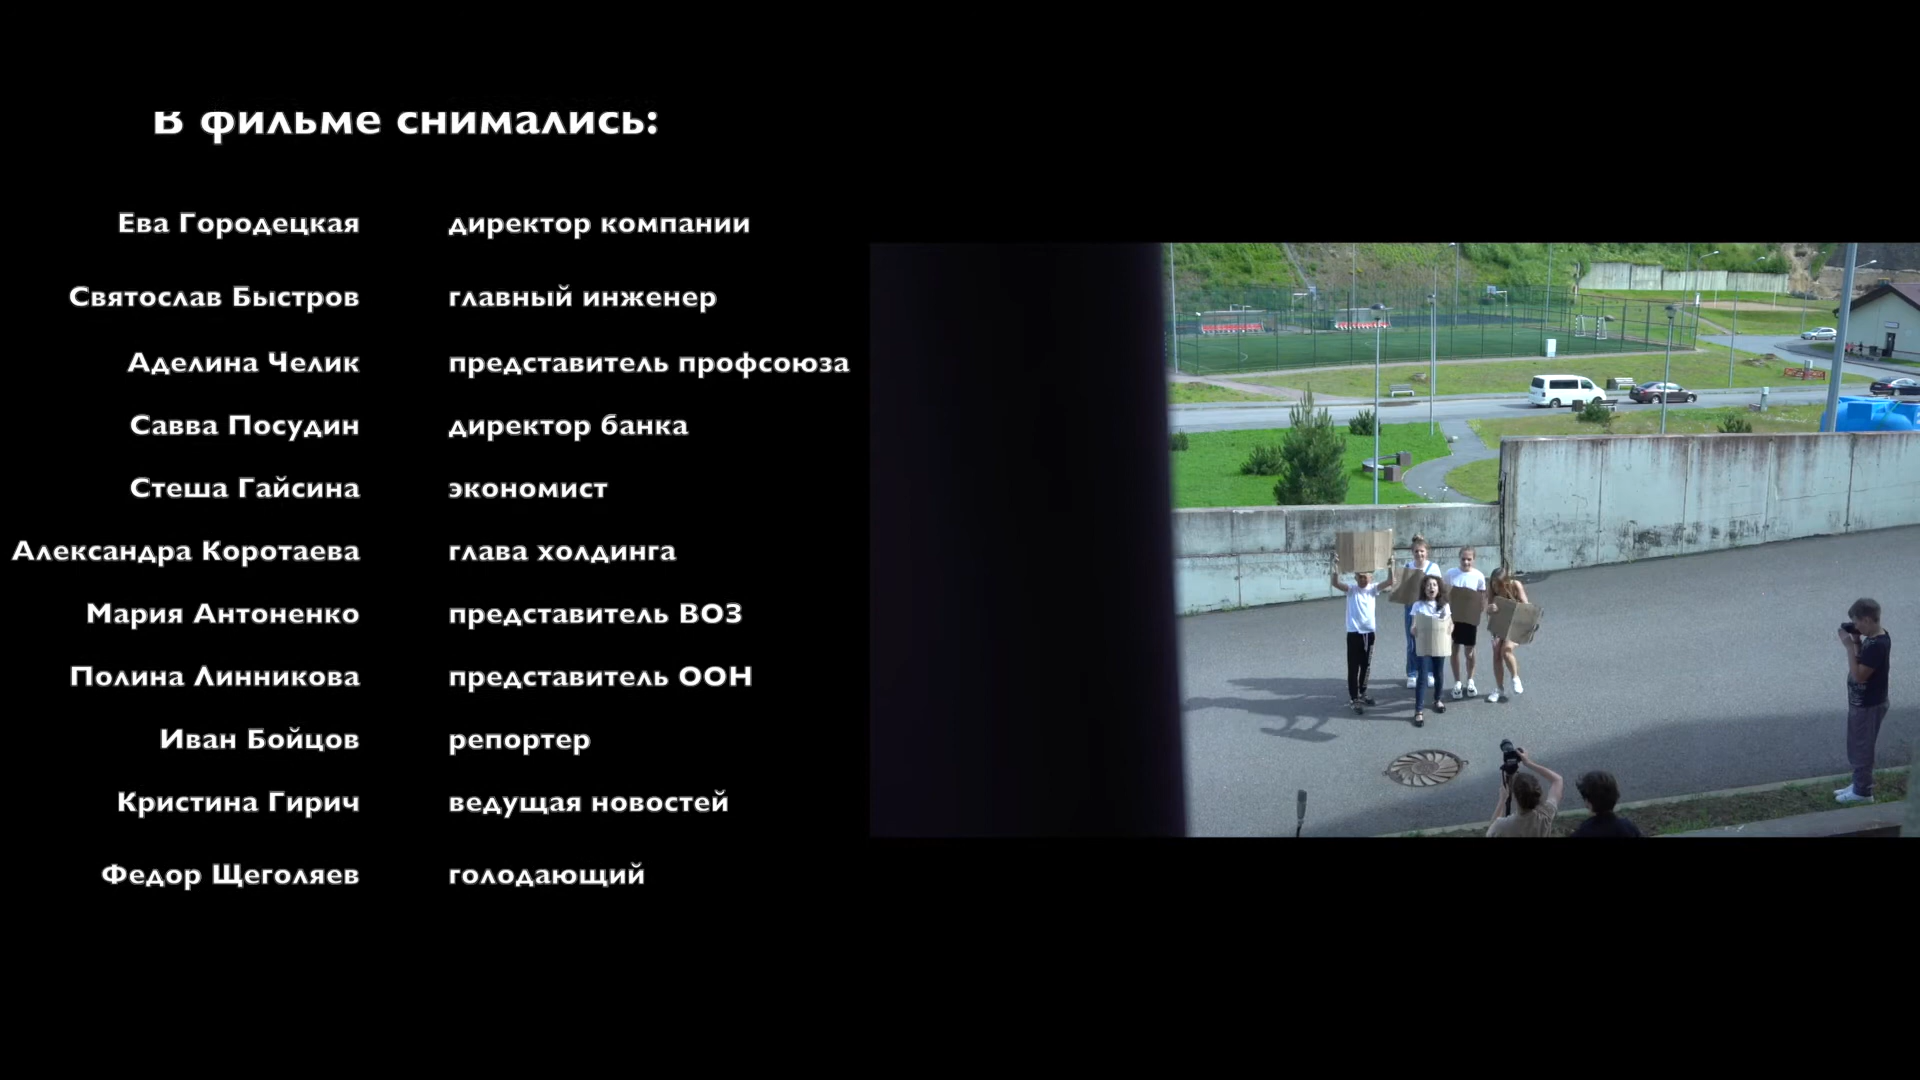 В фильме снимались:
Ева Городецкая директор компании
Святослав Быстров главный инженер
Аделина Челик представитель профсоюза
Савва Посудин директор банка
Стеша Гайсина экономист
Александра Коротаева глава холдинга
Мария Антоненко представитель ВОЗ
Полина Линникова представитель ООН
Иван Бойцов репортер
Кристина Гирич ведущая новостей
Федор Щеголяев голодающий